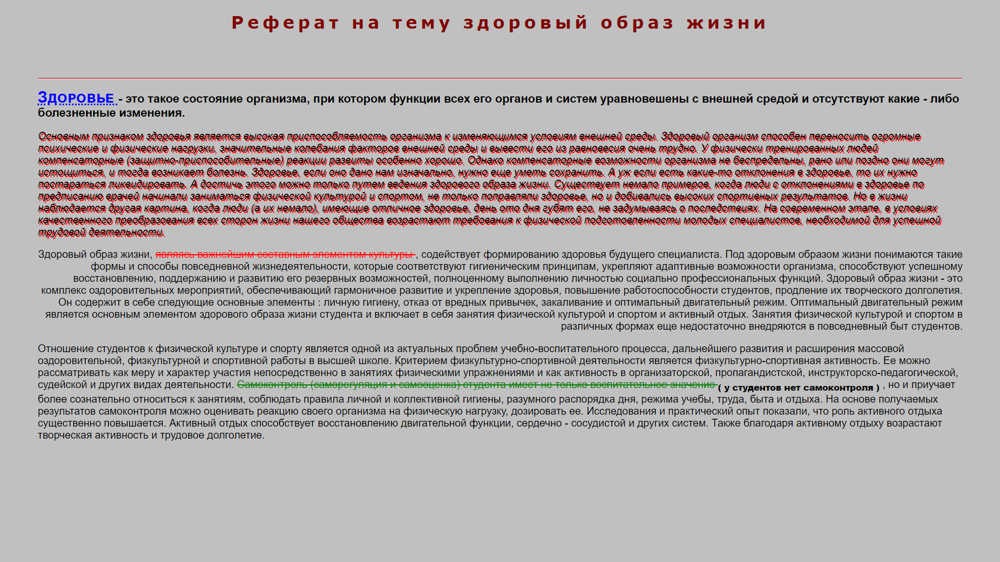 Реферат на тему здоровый образ жизни
Здоровье - это такое состояние организма, при котором функции всех его органов и систем уравновешены с внешней средой и отсутствуют какие - либо
болезненные изменения.
Основным признаком здоровья является высокая приспособляемость организма к изменяющимся условиям внешней среды. Здоровый организм способен переносить огромные
психические и физические нагрузки, значительные колебания факторов внешней среды и вывести его из равновесия очень трудно. У физически тренированных людей
компенсаторные (защитно-приспособительные) реакции развиты особенно хорошо. Однако компенсаторные возможности организма не беспредельны, рано или поздно они могут
истощиться, и тогда возникает болезнь. Здоровье, если оно дано нам изначально, нужно еще уметь сохранить. А уж если есть какие-то отклонения в здоровье, то их нужно
постараться ликвидировать. А достичь этого можно только путем ведения здорового образа жизни. Существует немало примеров, когда люди с отклонениями в здоровье по
предписанию врачей начинали заниматься физической культурой и спортом, не только поправляли здоровье, но и добивались высоких спортивных результатов. Но в жизни
наблюдается другая картина, когда люди (а их немало), имеющие отличное здоровье, день ото дня губят его, не задумываясь о последствиях. На современном этапе, в условиях
качественного преобразования всех сторон жизни нашего общества возрастают требования к физической подготовленности молодых специалистов, необходимой для успешной
трудовой деятельности.
Здоровый образ жизни, являясь важнейшим составным элементом культуры , содействует формированию здоровья будущего специалиста. Под здоровым образом жизни понимаются такие
формы и способы повседневной жизнедеятельности, которые соответствуют гигиеническим принципам, укрепляют адаптивные возможности организма, способствуют успешному
восстановлению, поддержанию и развитию его резервных возможностей, полноценному выполнению личностью социально профессиональных функций. Здоровый образ жизни - это
комплекс оздоровительных мероприятий, обеспечивающий гармоничное развитие и укрепление здоровья, повышение работоспособности студентов, продление их творческого долголетия.
Он содержит в себе следующие основные элементы : личную гигиену, отказ от вредных привычек, закаливание и оптимальный двигательный режим. Оптимальный двигательный режим
является основным элементом здорового образа жизни студента и включает в себя занятия физической культурой и спортом и активный отдых. Занятия физической культурой и спортом в
различных формах еще недостаточно внедряются в повседневный быт студентов.
Отношение студентов к физической культуре и спорту является одной из актуальных проблем учебно-воспитательного процесса, дальнейшего развития и расширения массовой
оздоровительной, физкультурной и спортивной работы в высшей школе. Критерием физкультурно-спортивной деятельности является физкультурно-спортивная активность. Ее можно
рассматривать как меру и характер участия непосредственно в занятиях физическими упражнениями и как активность в организаторской, пропагандистской, инструкторско-педагогической,
судейской и других видах деятельности. Самоконтроль (саморегуляция и самооценка) студента имеет не только воспитательное значение ( у студентов нет самоконтроля ) , но и приучает
более сознательно относиться к занятиям, соблюдать правила личной и коллективной гигиены, разумного распорядка дня, режима учебы, труда, быта и отдыха. На основе получаемых
результатов самоконтроля можно оценивать реакцию своего организма на физическую нагрузку, дозировать ее. Исследования и практический опыт показали, что роль активного отдыха
существенно повышается. Активный отдых способствует восстановлению двигательной функции, сердечно - сосудистой и других систем. Также благодаря активному отдыху возрастают
творческая активность и трудовое долголетие.